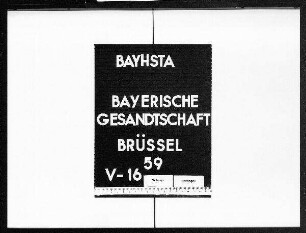 BAYHSTA
BAYERISCHE
GESANDTSCHAFT
BRÜSSEL
59
V-16